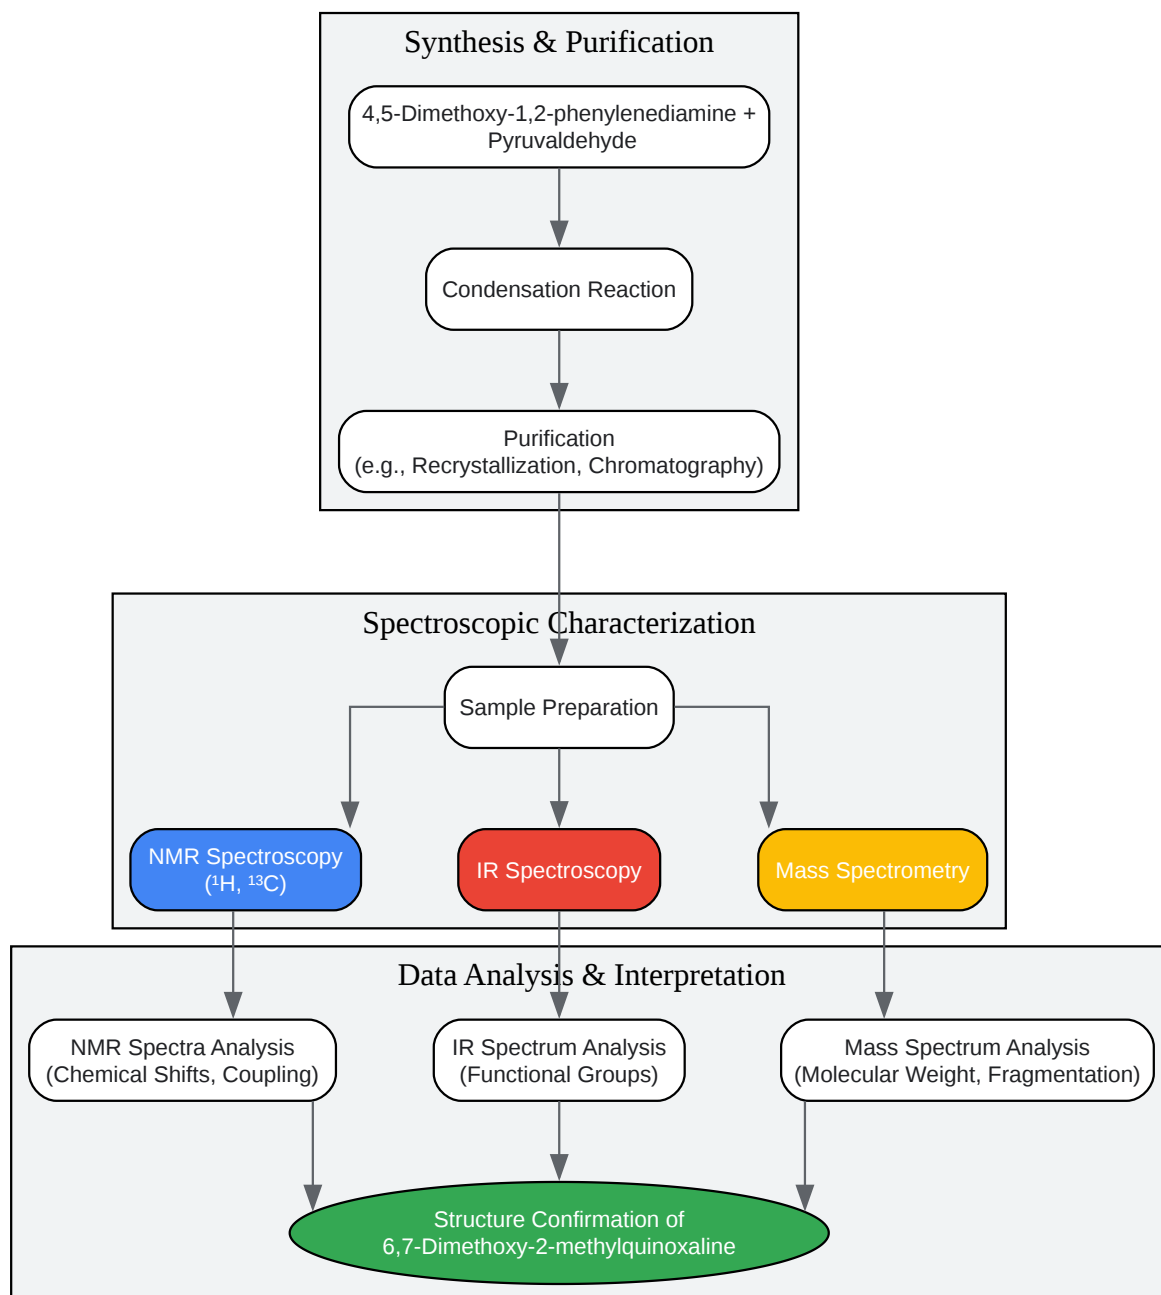 Synthesis & Purification
4,5-Dimethoxy-1,2-phenylenediamine +
Pyruvaldehyde
Condensation Reaction
Purification
(e.g., Recrystallization, Chromatography)
Spectroscopic Characterization
Sample Preparation
NMR Spectroscopy
(¹H, ¹³C)
IR Spectroscopy
Mass Spectrometry
Data Analysis & Interpretation
NMR Spectra Analysis
(Chemical Shifts, Coupling)
IR Spectrum Analysis
(Functional Groups)
Mass Spectrum Analysis
(Molecular Weight, Fragmentation)
Structure Confirmation of
6,7-Dimethoxy-2-methylquinoxaline